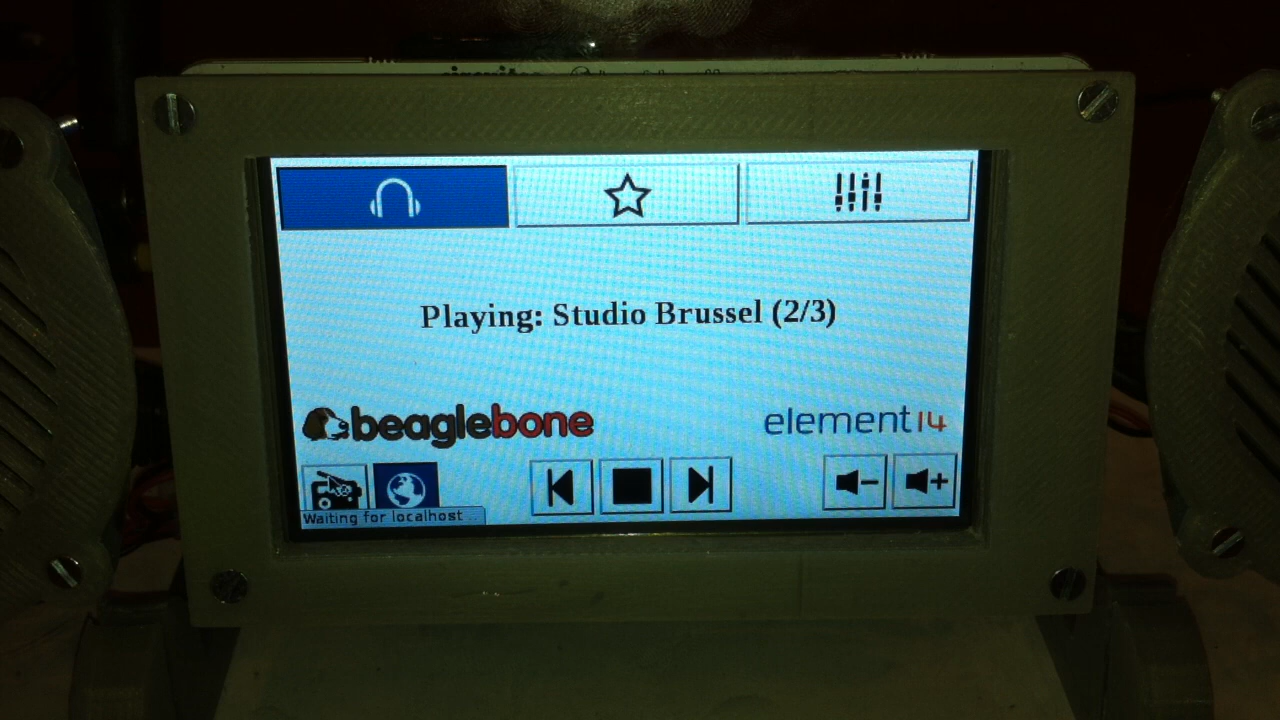 Playing: Studio Brussel (2/3)
beaglebone
element14
Waiting for localhost...